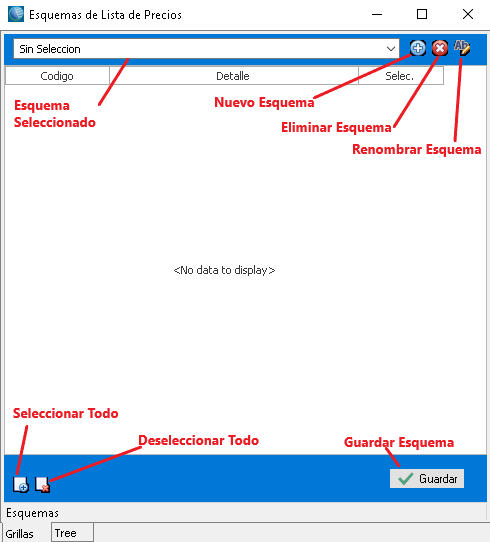 Esquemas de Lista de Precios
Sin Seleccion
Codigo Detalle Selec.
Esquema
Seleccionado
Nuevo Esquema
Eliminar Esquema
Renombrar Esquema
<No data to display>
Seleccionar Todo
Deseleccionar Todo
Guardar Esquema
Guardar
Esquemas
Grillas Tree